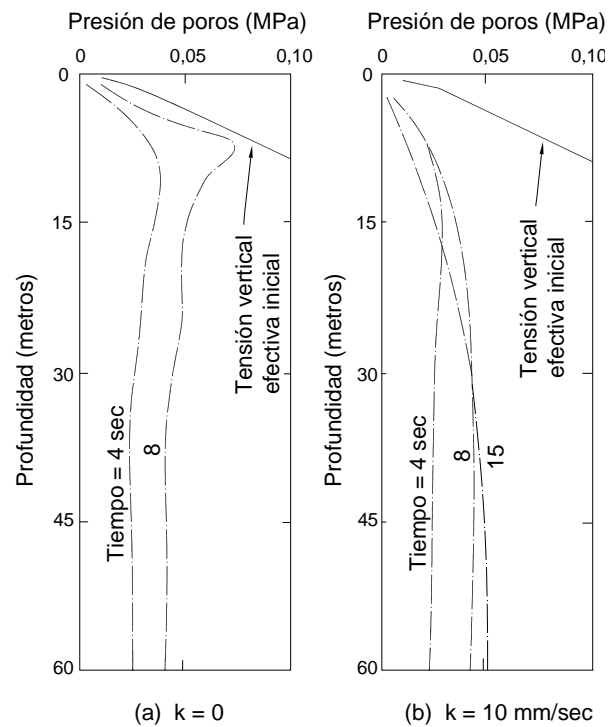 Presión de poros (MPa)
0 0,05 0,10
0
15
30
45
60
Profundidad (metros)
Tiempo = 4 sec
8
Tensión vertical
efectiva inicial
(a) k = 0
Presión de poros (MPa)
0 0,05 0,10
0
15
30
45
60
Profundidad (metros)
Tiempo = 4 sec
8
15
Tensión vertical
efectiva inicial
(b) k = 10 mm/sec